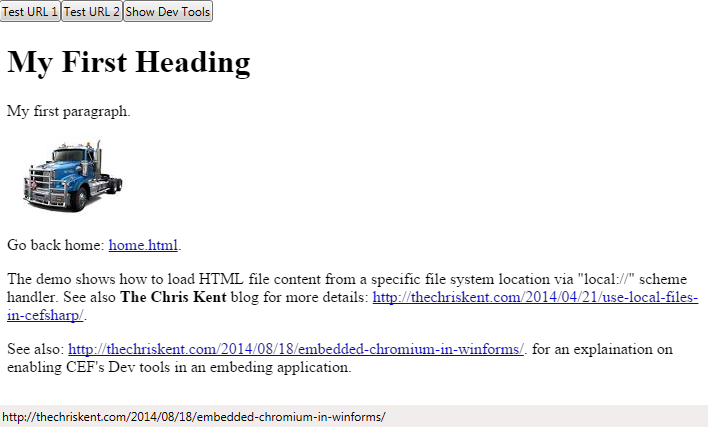 Test URL 1 Test URL 2 Show Dev Tools
My First Heading
My first paragraph.
Go back home: home.html.
The demo shows how to load HTML file content from a specific file system location via "local://" scheme
handler. See also The Chris Kent blog for more details: http://thechriskent.com/2014/04/21/use-local-files-
in-cefsharp/.
See also: http://thechriskent.com/2014/08/18/embedded-chromium-in-winforms/. for an explaination on
enabling CEF's Dev tools in an embeding application.
http://thechriskent.com/2014/08/18/embedded-chromium-in-winforms/